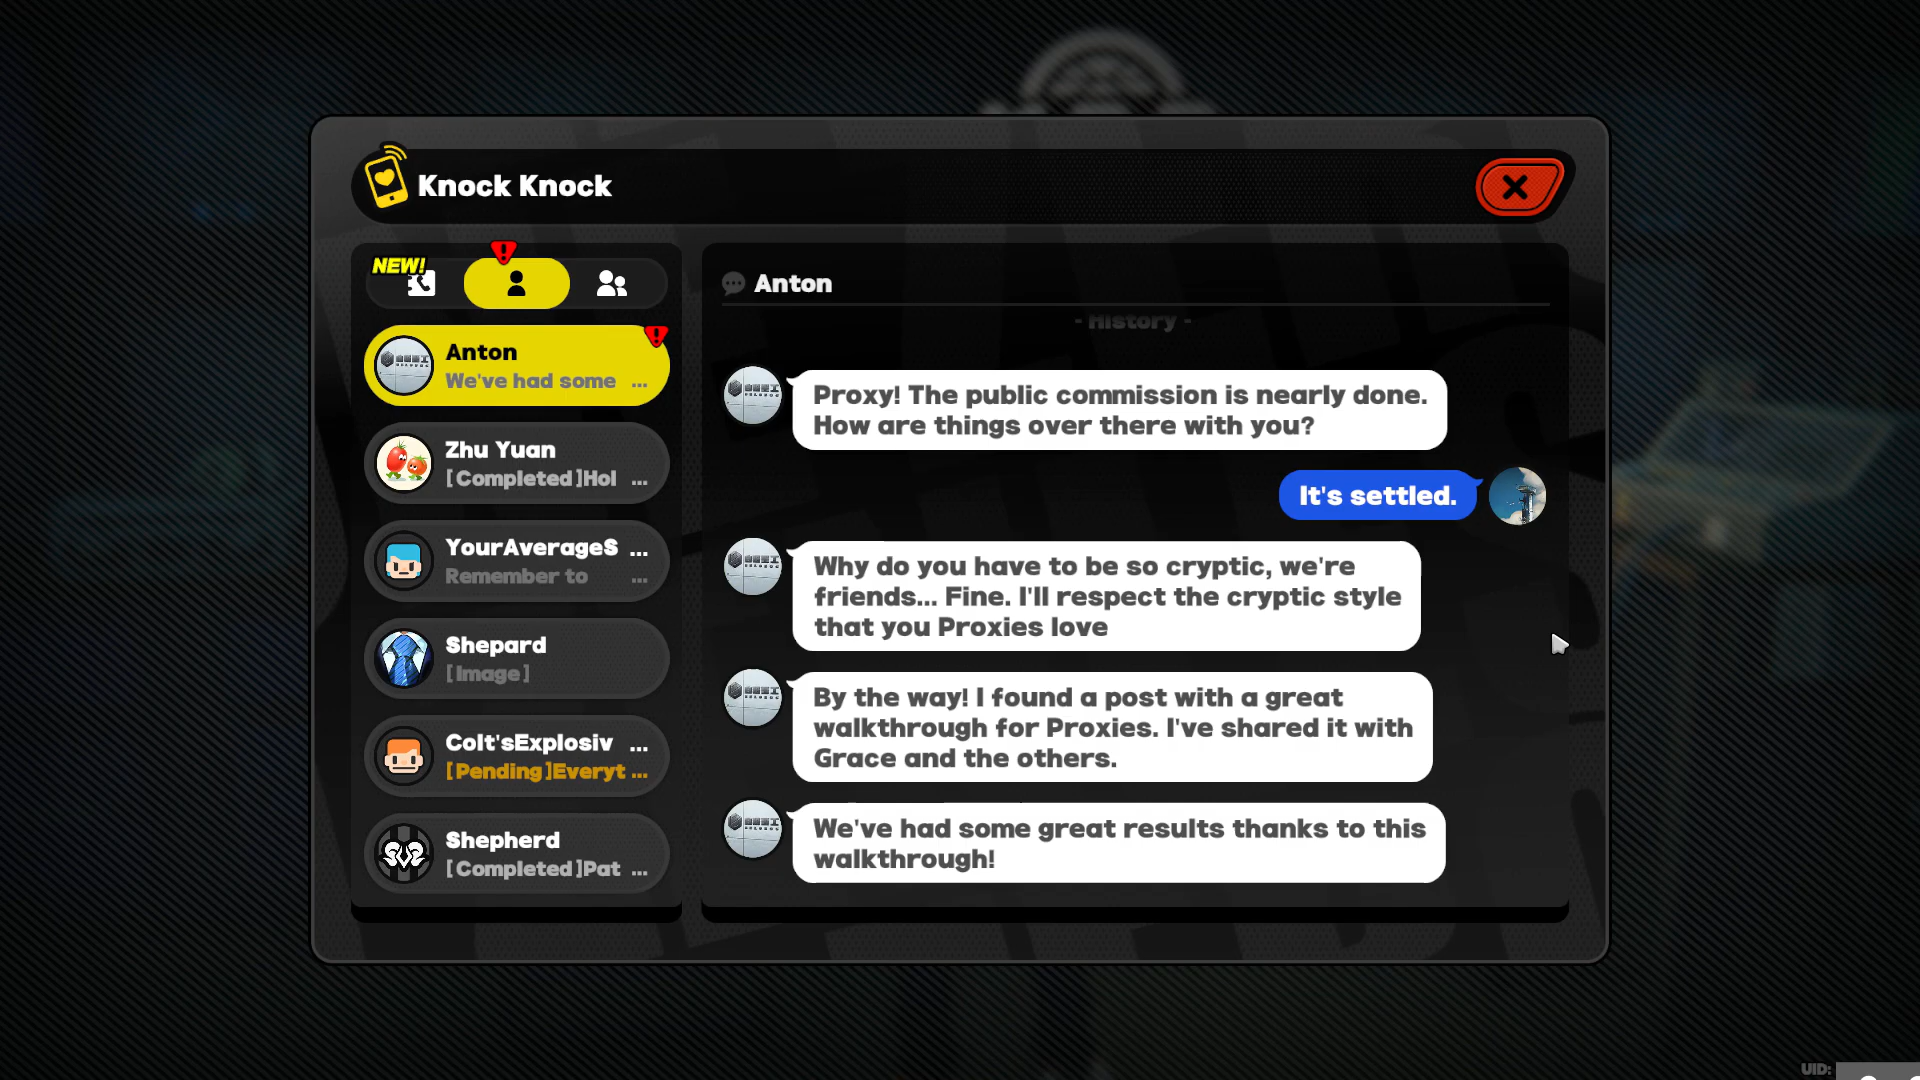 Knock Knock
NEW!
Anton
We've had some ...
Zhu Yuan
[Completed]Hol ...
YourAverageS ...
Remember to ...
Shepard
[Image]
Colt'sExplosiv ...
[Pending]Everyt ...
Shepherd
[Completed]Pat ...
Anton
- History -
Proxy! The public commission is nearly done.
How are things over there with you?
It's settled.
Why do you have to be so cryptic, we're
friends... Fine. I'll respect the cryptic style
that you Proxies love
By the way! I found a post with a great
walkthrough for Proxies. I've shared it with
Grace and the others.
We've had some great results thanks to this
walkthrough!
UID: